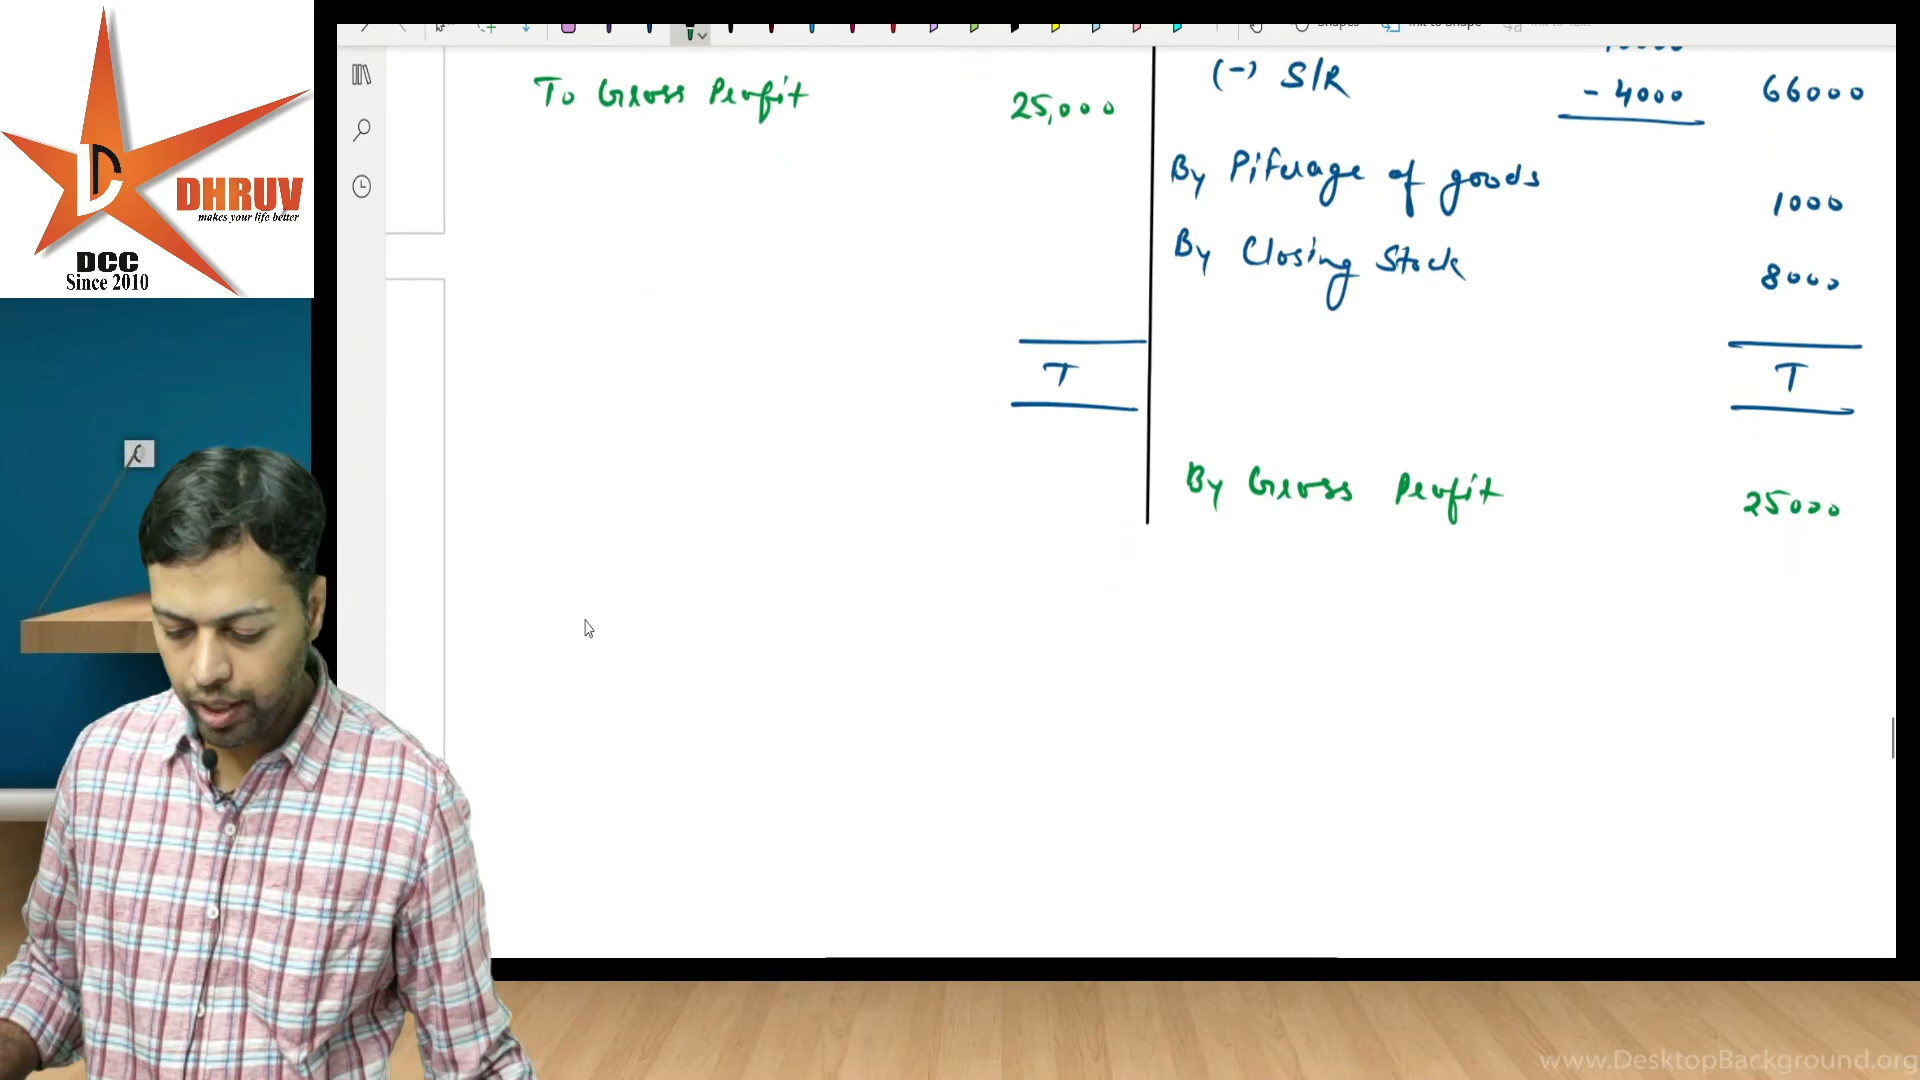 DHRUV
makes your life better
DCC
Since 2010
To Gross Profit 25,000
(-) S/R - 4000 66000
By Piferage of goods 1000
By Closing Stock 8000
T T
By Gross Profit 25000
www.DesktopBackground.org